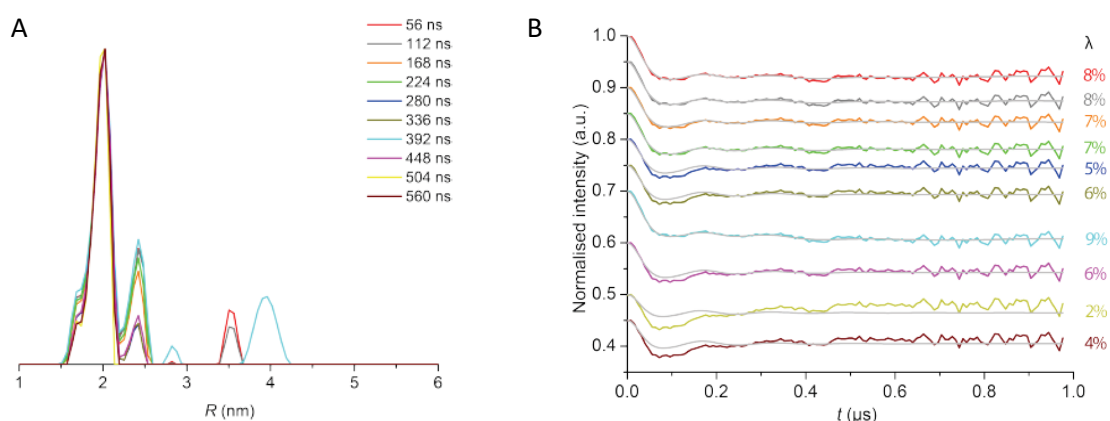 A
56 ns
112 ns
168 ns
224 ns
280 ns
336 ns
392 ns
448 ns
504 ns
560 ns
1 2 3 4 5 6
R (nm)
B
λ
1.0
0.9
0.8
0.7
0.6
0.5
0.4
Normalised intensity (a.u.)
8%
8%
7%
7%
5%
6%
9%
6%
2%
4%
0.0 0.2 0.4 0.6 0.8 1.0
t (µs)